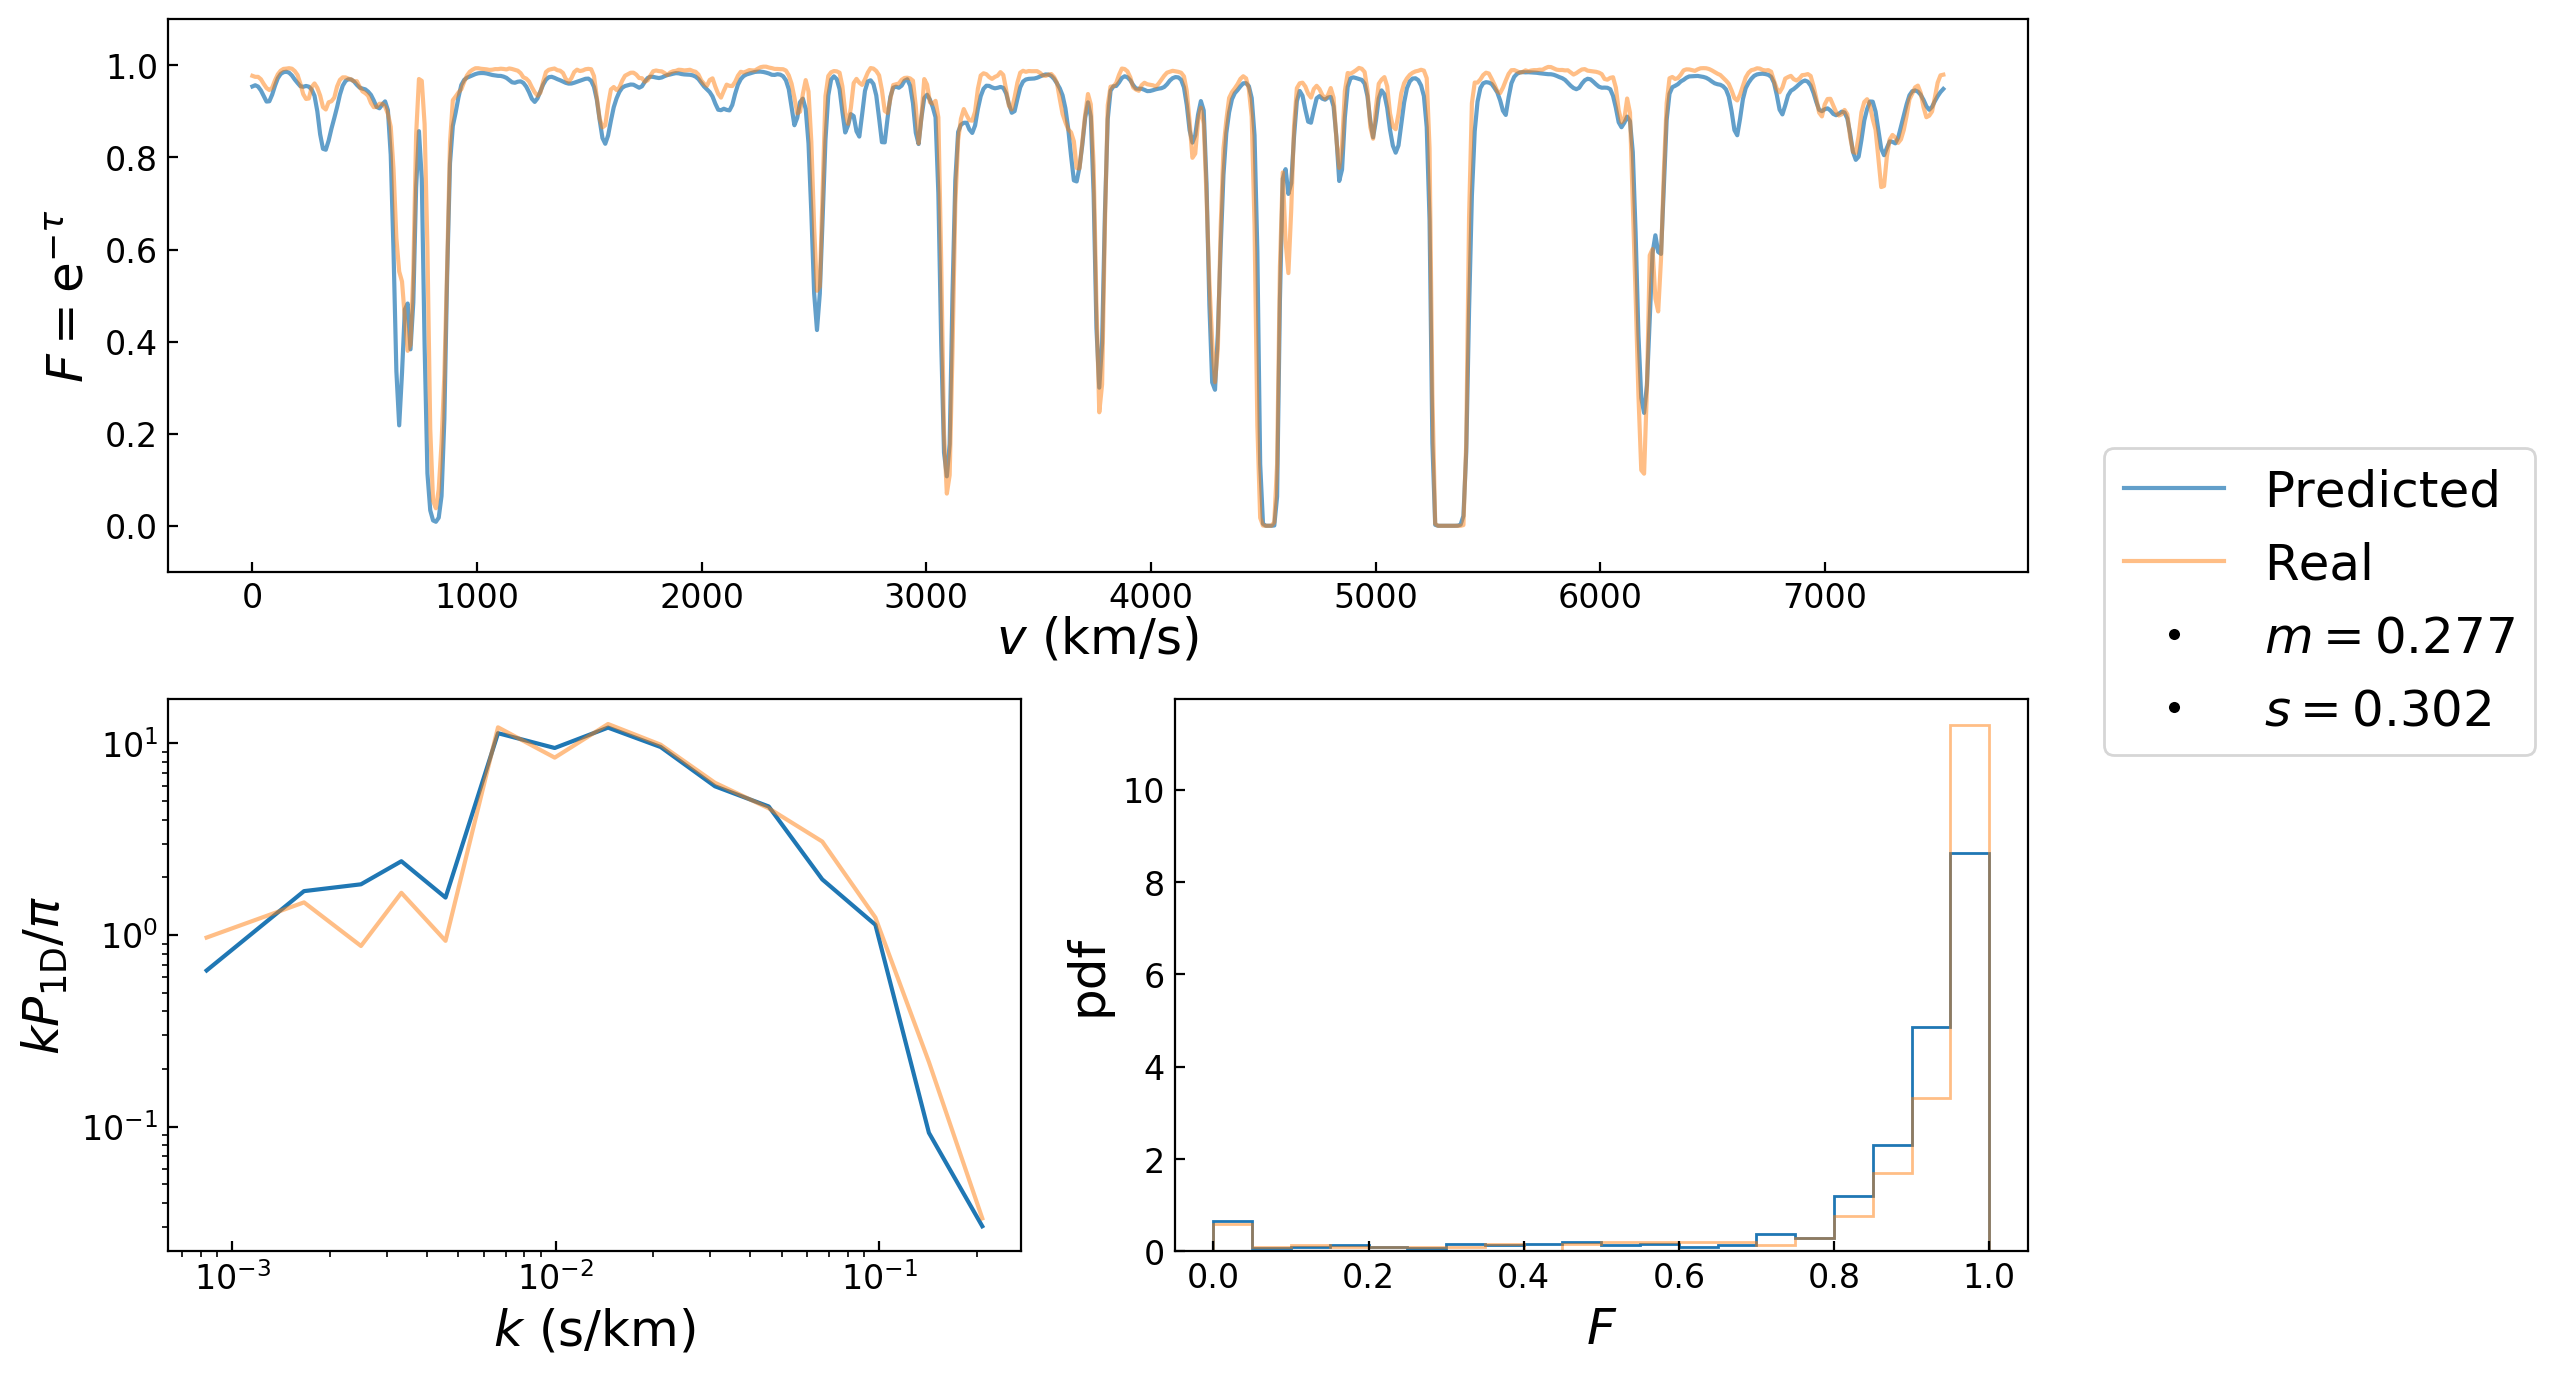 1.0
0.8
0.6
0.4
0.2
0.0
F = e^{-τ}
0 1000 2000 3000 4000 5000 6000 7000
v (km/s)
Predicted
Real
m = 0.277
s = 0.302
10^1
10^0
10^{-1}
kP_{1D}/π
10^{-3} 10^{-2} 10^{-1}
k (s/km)
10
8
6
4
2
0
pdf
0.0 0.2 0.4 0.6 0.8 1.0
F